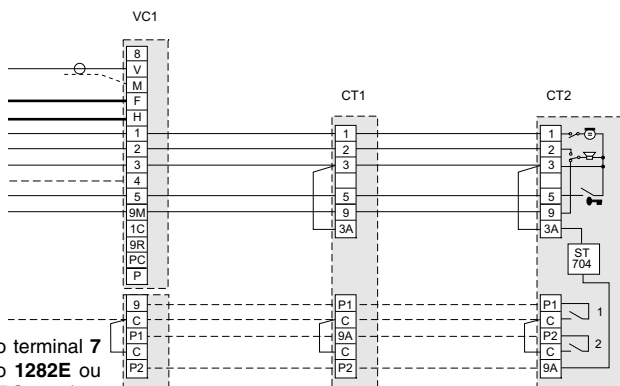 VC1
CT1
CT2
8
V
M
F
H
1
2
3
4
5
9M
1C
9R
PC
P
9
C
P1
C
P2
1
2
3
5
9
3A
P1
C
9A
C
P2
1
2
3
5
9
3A
ST
704
P1
C
P2
C
9A
1
2
o terminal 7
o 1282E ou